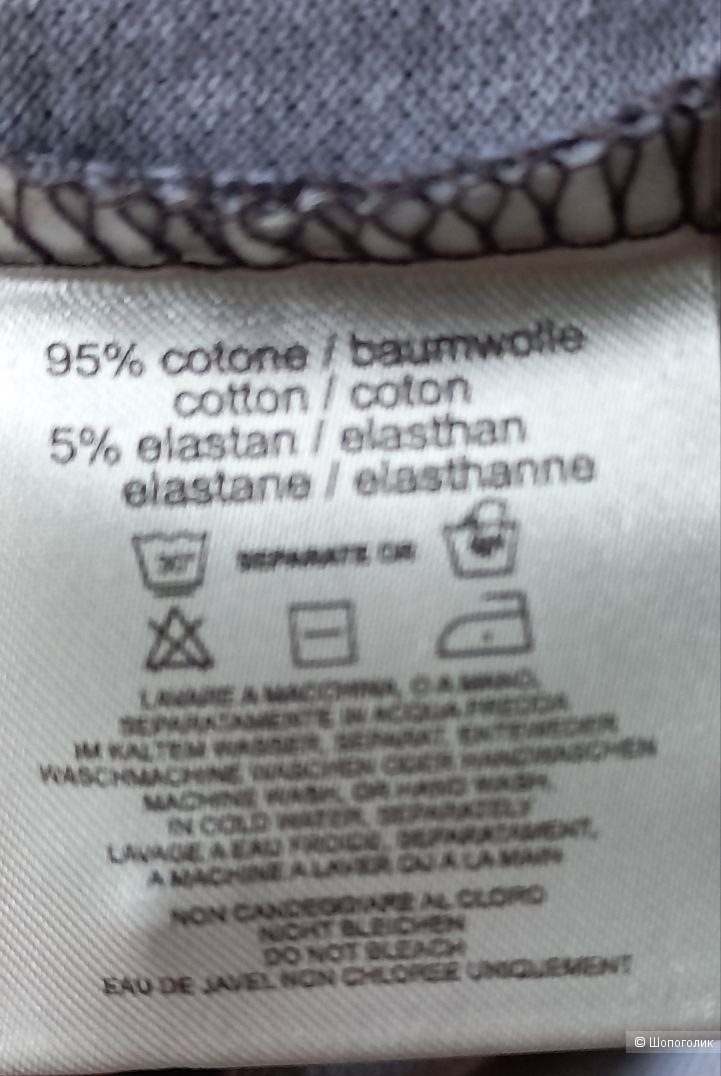 95% cotone / baumwolle
cotton / coton
5% elastan / elasthan
elastane / elasthanne
30° SEPARATE OR
LAVARE A MACCHINA, O A MANO,
SEPARATAMENTE IN ACQUA FREDDA
IM KALTEM WASSER, SEPARAT, ENTEWEDER
WASCHMACHINE WASCHEN ODER HANDWASCHEN
MACHINE WASH, OR HAND WASH,
IN COLD WATER, SEPARATELY
LAVAGE A EAU FROIDE, SEPARATAMENT,
A MACHINE A LAVER OU A LA MAIN
NON CANDEGGIARE AL CLORO
NICHT BLEICHEN
DO NOT BLEACH
EAU DE JAVEL NON CHLOREE UNIQUEMENT
© Шопоголик